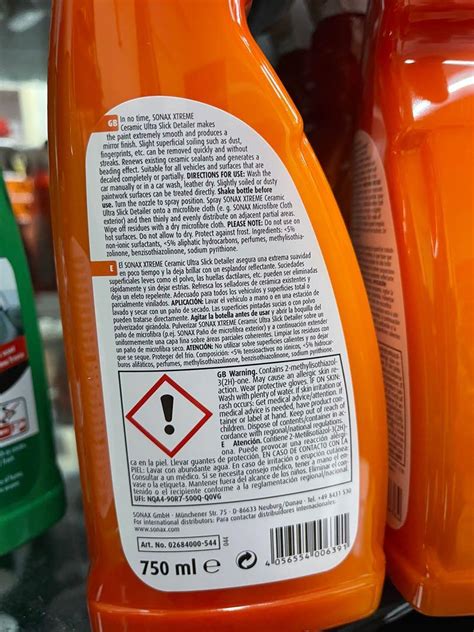 GB In no time, SONAX XTREME
Ceramic Ultra Slick Detailer makes
the paint extremely smooth and produces a
mirror finish. Slight superficial soiling such as dust,
fingerprints, etc. can be removed quickly and without
streaks. Renews existing ceramic sealants and generates a
beading effect. Suitable for all vehicles and surfaces that are
decaled completely or partially. DIRECTIONS FOR USE: Wash the
car manually or in a car wash, leather dry. Slightly soiled or dusty
paintwork surfaces can be treated directly. Shake bottle before
use. Turn the nozzle to spray position. Spray SONAX XTREME Ceramic
Ultra Slick Detailer onto a microfibre cloth (e. g. SONAX Microfibre Cloth
exterior) and then thinly and evenly distribute on adjacent partial areas.
Wipe off residues with a dry microfibre cloth. PLEASE NOTE: Do not use on
hot surfaces. Do not allow to dry. Protect against frost. Ingredients: <5%
non-ionic surfactants, <5% aliphatic hydrocarbons, perfumes, methylisothia-
zolinone, benzisothiazolinone, sodium pyrithione.
E El SONAX XTREME Ceramic Ultra Slick Detailer asegura una extrema suavidad
en poco tiempo y la deja brillar con un esplendor reflectante. Suciedades
superficiales leves como el polvo, las huellas dactilares, etc. pueden ser eliminadas
rápidamente y sin dejar estrías. Refresca los selladores de cerámica existentes y
deja un efecto repelente. Adecuado para todos los vehículos y superficies total o
parcialmente vinilados. APLICACIÓN: Lavar el vehículo a mano o en una estación de
lavado y secar con un paño de secado. Las superficies pintadas sucias o con polvo
pueden tratarse directamente. Agitar la botella antes de usar y abrir la boquilla del
pulverizador girándola. Pulverizar SONAX XTREME Ceramic Ultra Slick Detailer sobre un
paño de microfibra (p.ej. SONAX Paño de microfibra exterior) y a continuación extender
uniformemente una capa fina sobre áreas parciales coherentes. Limpiar los residuos con
un paño de microfibra seco. ATENCIÓN: No utilizar sobre superficies calientes. No dejar
que se seque. Proteger del frío. Composición: <5% tensioactivos no iónicos, <5% hidrocar-
buros alifáticos, perfumes, methylisothiazolinone, benzisothiazolinone, sodium pyrithione.
GB Warning. Contains 2-methylisothiazol-
3(2H)-one. May cause an allergic skin re-
action. Wear protective gloves. IF ON SKIN:
Wash with plenty of water. If skin irritation or
rash occurs: Get medical advice/attention. If
medical advice is needed, have product con-
tainer or label at hand. Keep out of reach of
children. Dispose of contents/container in ac-
cordance with regional/national regulations.
E Atención. Contiene 2-Metilisotiazol-3(2H)-
ona. Puede provocar una reacción alérgi-
ca en la piel. Llevar guantes de protección. EN CASO DE CONTACTO CON LA
PIEL: Lavar con abundante agua. En caso de irritación o erupción cutánea:
Consultar a un médico. Si se necesita consejo médico, tener a mano el en-
vase o la etiqueta. Mantener fuera del alcance de los niños. Eliminar el con-
tenido o el recipiente conforme a la reglamentación regional/nacional.
UFI: NQA4-90R7-S00Q-Q0VG
SONAX GmbH · Münchener Str. 75 · D-86633 Neuburg/Donau · Tel. +49 8431 530
For international distributors: Para contactar distribuidores internacionales:
www.sonax.com
Art. No. 02684000-544
750 ml e
4 056554 006391